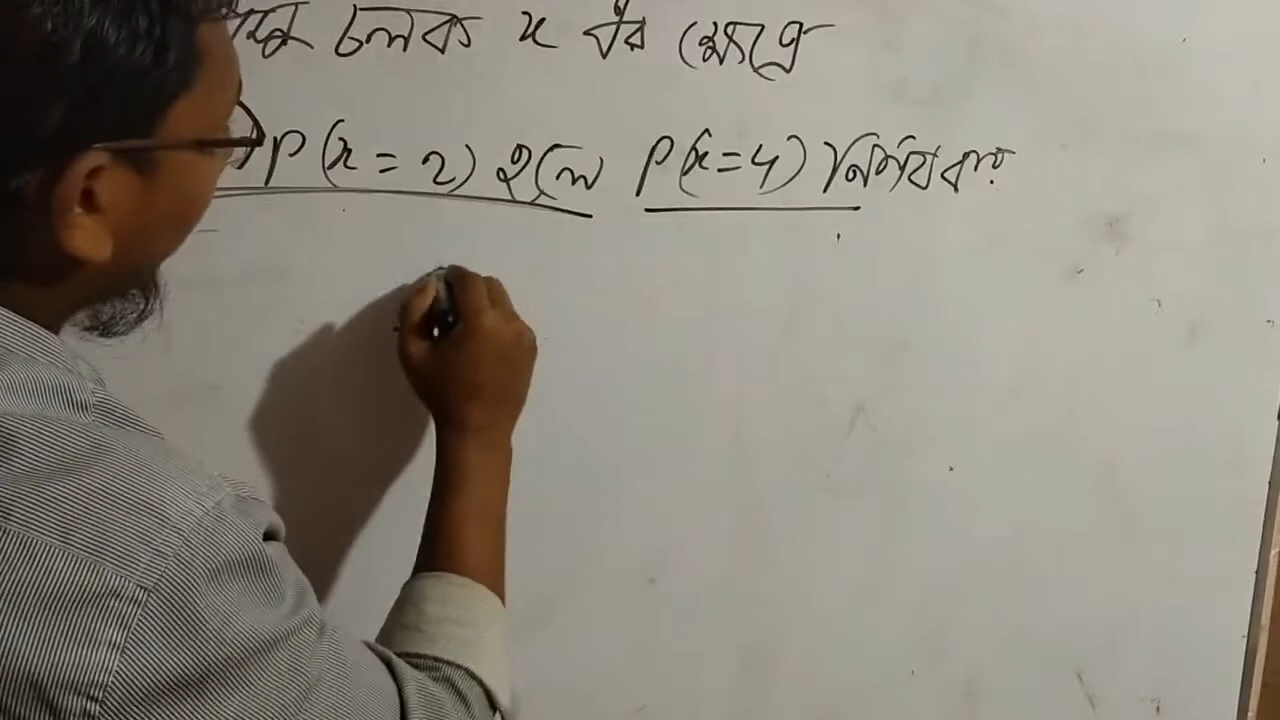 চলক x এর ক্ষেত্রে
P(x=2) হলে P(x=4) নির্ণয় কর?